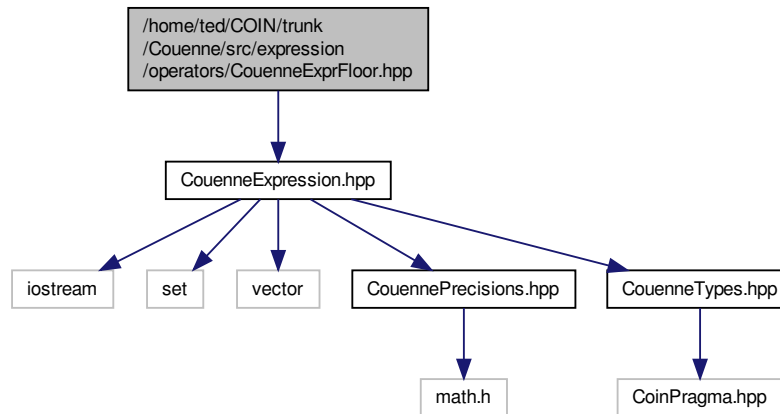 /home/ted/COIN/trunk
/Couenne/src/expression
/operators/CouenneExprFloor.hpp
CouenneExpression.hpp
iostream
set
vector
CouennePrecisions.hpp
CouenneTypes.hpp
math.h
CoinPragma.hpp